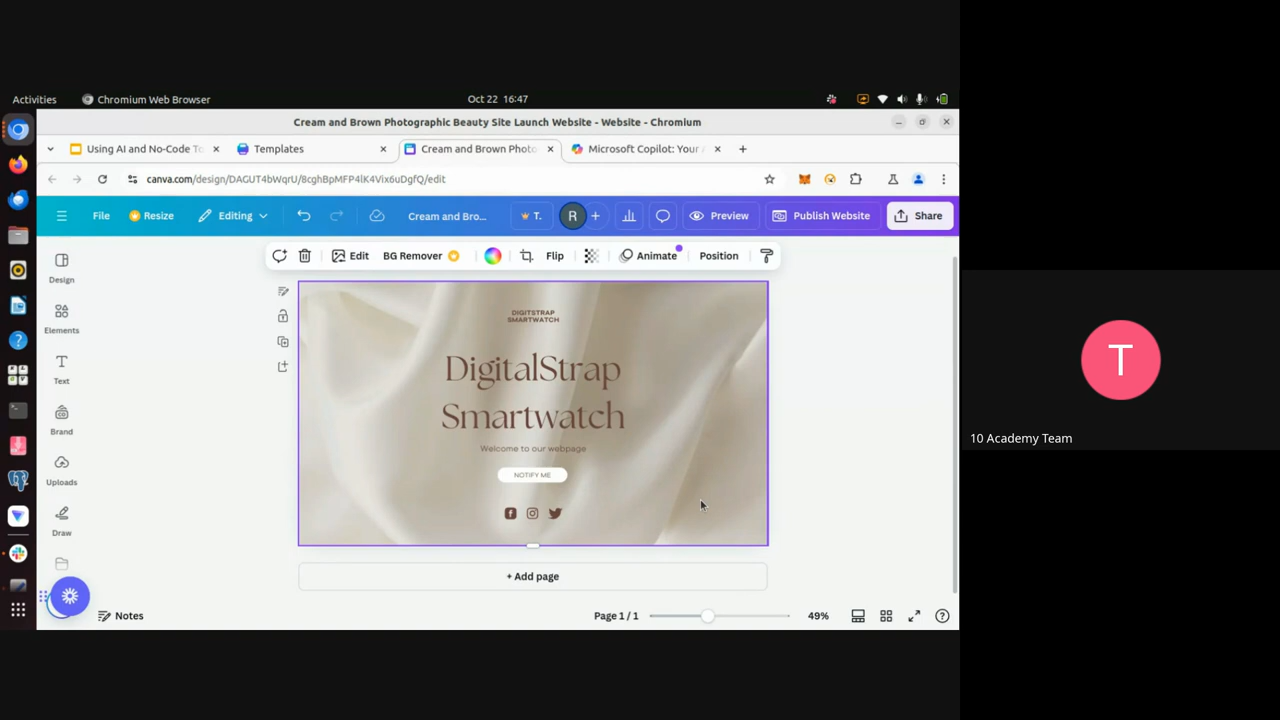 Activities
Chromium Web Browser
Oct 22 16:47
Cream and Brown Photographic Beauty Site Launch Website - Website - Chromium
Using AI and No-Code To
Templates
Cream and Brown Photo
Microsoft Copilot: Your A
canva.com/design/DAGUT4bWqrU/8cghBpMFP4lK4Vix6uDgfQ/edit
File
Resize
Editing
Cream and Bro...
T.
R
Preview
Publish Website
Share
Edit
BG Remover
Flip
Animate
Position
Design
Elements
Text
Brand
Uploads
Draw
DIGITSTRAP
SMARTWATCH
DigitalStrap
Smartwatch
Welcome to our webpage
NOTIFY ME
+ Add page
Notes
Page 1 / 1
49%
T
10 Academy Team